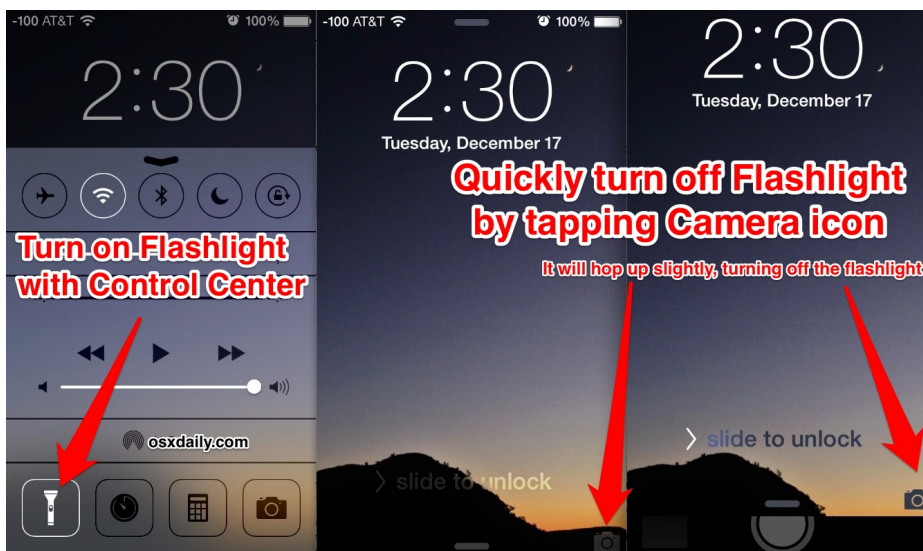 -100 AT&T 100%
2:30
Turn on Flashlight
with Control Center
osxdaily.com
-100 AT&T 100%
2:30
Tuesday, December 17
slide to unlock
2:30
Tuesday, December 17
Quickly turn off Flashlight
by tapping Camera icon
It will hop up slightly, turning off the flashlight
slide to unlock